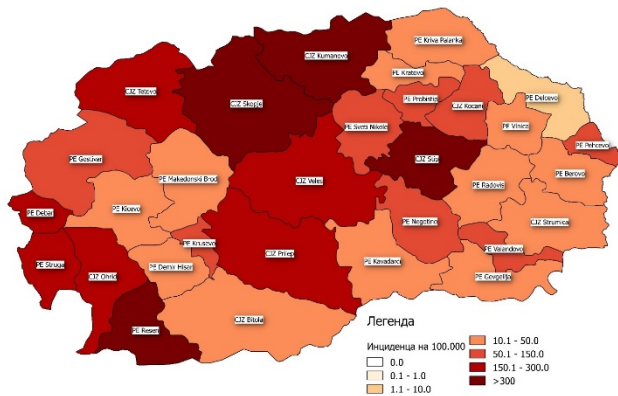 PE Kriva Palanka
CJZ Kumanovo
PE Kratovo
CJZ Tetovo
CJZ Skopje
PE Probistip
CJZ Kocani
PE Delcevo
PE Sveti Nikole
PE Vinica
PE Pehcevo
PE Gostivar
CJZ Stip
PE Makedonski Brod
CJZ Veles
PE Berovo
PE Radovis
PE Kicevo
PE Debar
PE Negotino
CJZ Strumica
PE Krusevo
PE Valandovo
CJZ Prilep
PE Struga
CJZ Ohrid
PE Demir Hisar
PE Kavadarci
PE Gevgelija
CJZ Bitola
PE Resen
Легенда
Инциденца на 100.000
0.0
0.1 - 1.0
1.1 - 10.0
10.1 - 50.0
50.1 - 150.0
150.1 - 300.0
>300